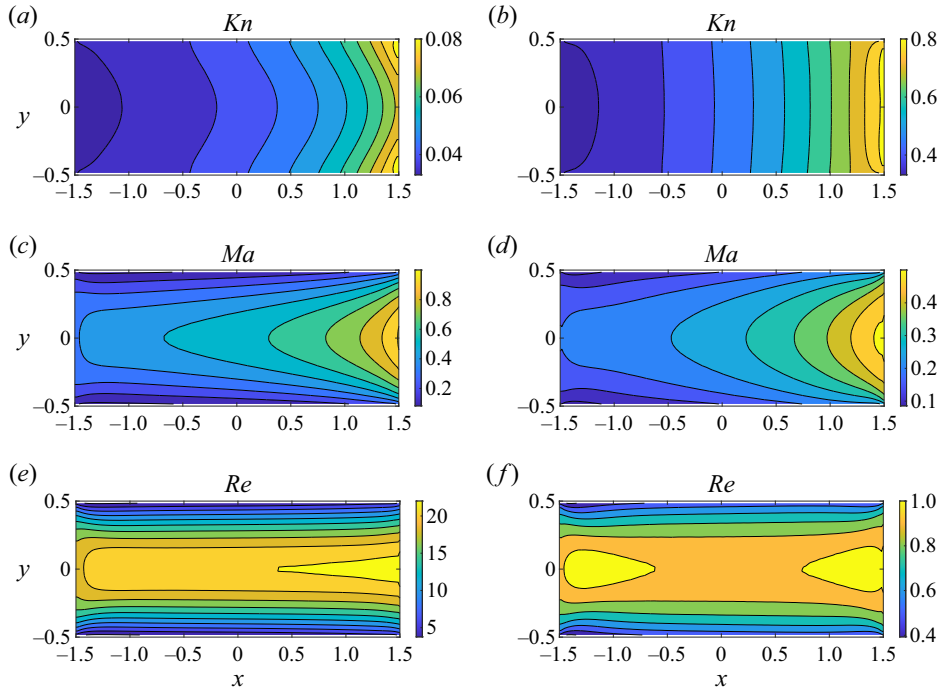 (a) Kn (b) Kn
0.5 0.08 0.5 0.8
y 0 0.06 0 0.6
0.04 0.4
–0.5 –0.5
–1.5 –1.0 –0.5 0 0.5 1.0 1.5 –1.5 –1.0 –0.5 0 0.5 1.0 1.5
(c) Ma (d) Ma
0.5 0.5
0.8 0.4
y 0 0.6 0 0.3
0.4 0.2
0.2 0.1
–0.5 –0.5
–1.5 –1.0 –0.5 0 0.5 1.0 1.5 –1.5 –1.0 –0.5 0 0.5 1.0 1.5
(e) Re (f) Re
0.5 20 0.5 1.0
15 0.8
y 0 10 0 0.6
5 0.4
–0.5 –0.5
–1.5 –1.0 –0.5 0 0.5 1.0 1.5 –1.5 –1.0 –0.5 0 0.5 1.0 1.5
x x